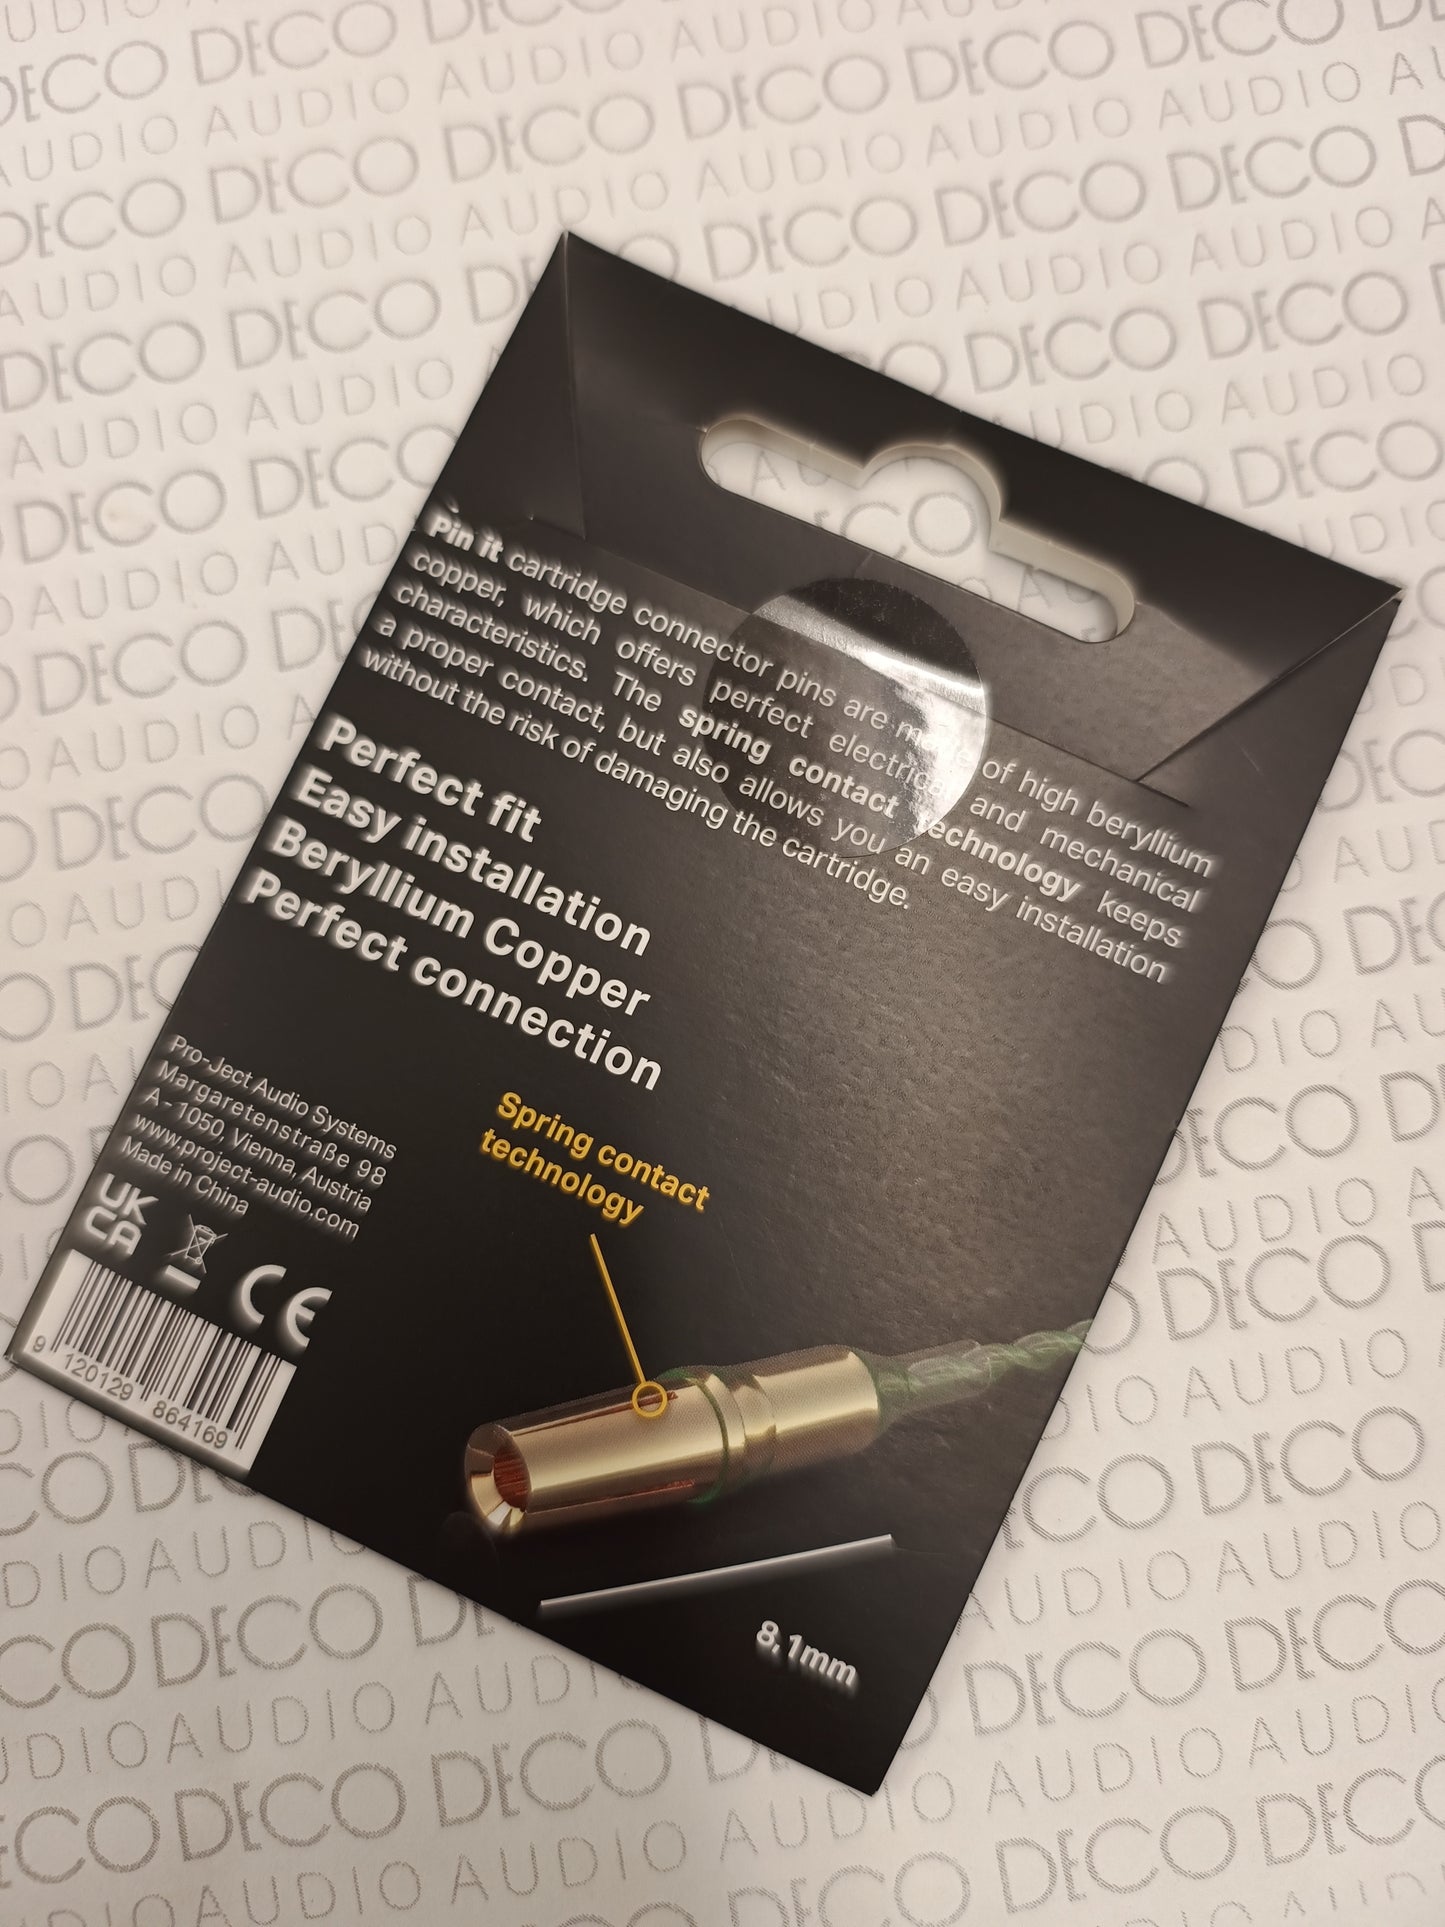 Pin it cartridge connector pins are made of high beryllium
copper, which offers perfect electrical and mechanical
characteristics. The spring contact technology keeps
a proper contact, but also allows you an easy installation
without the risk of damaging the cartridge.
Perfect fit
Easy installation
Beryllium Copper
Perfect connection
Pro-Ject Audio Systems
Margaretenstraße 98
A - 1050, Vienna, Austria
www.project-audio.com
Made in China
UK
CA
CE
9 120129 864169
Spring contact
technology
8,1mm
DECO
AUDIO